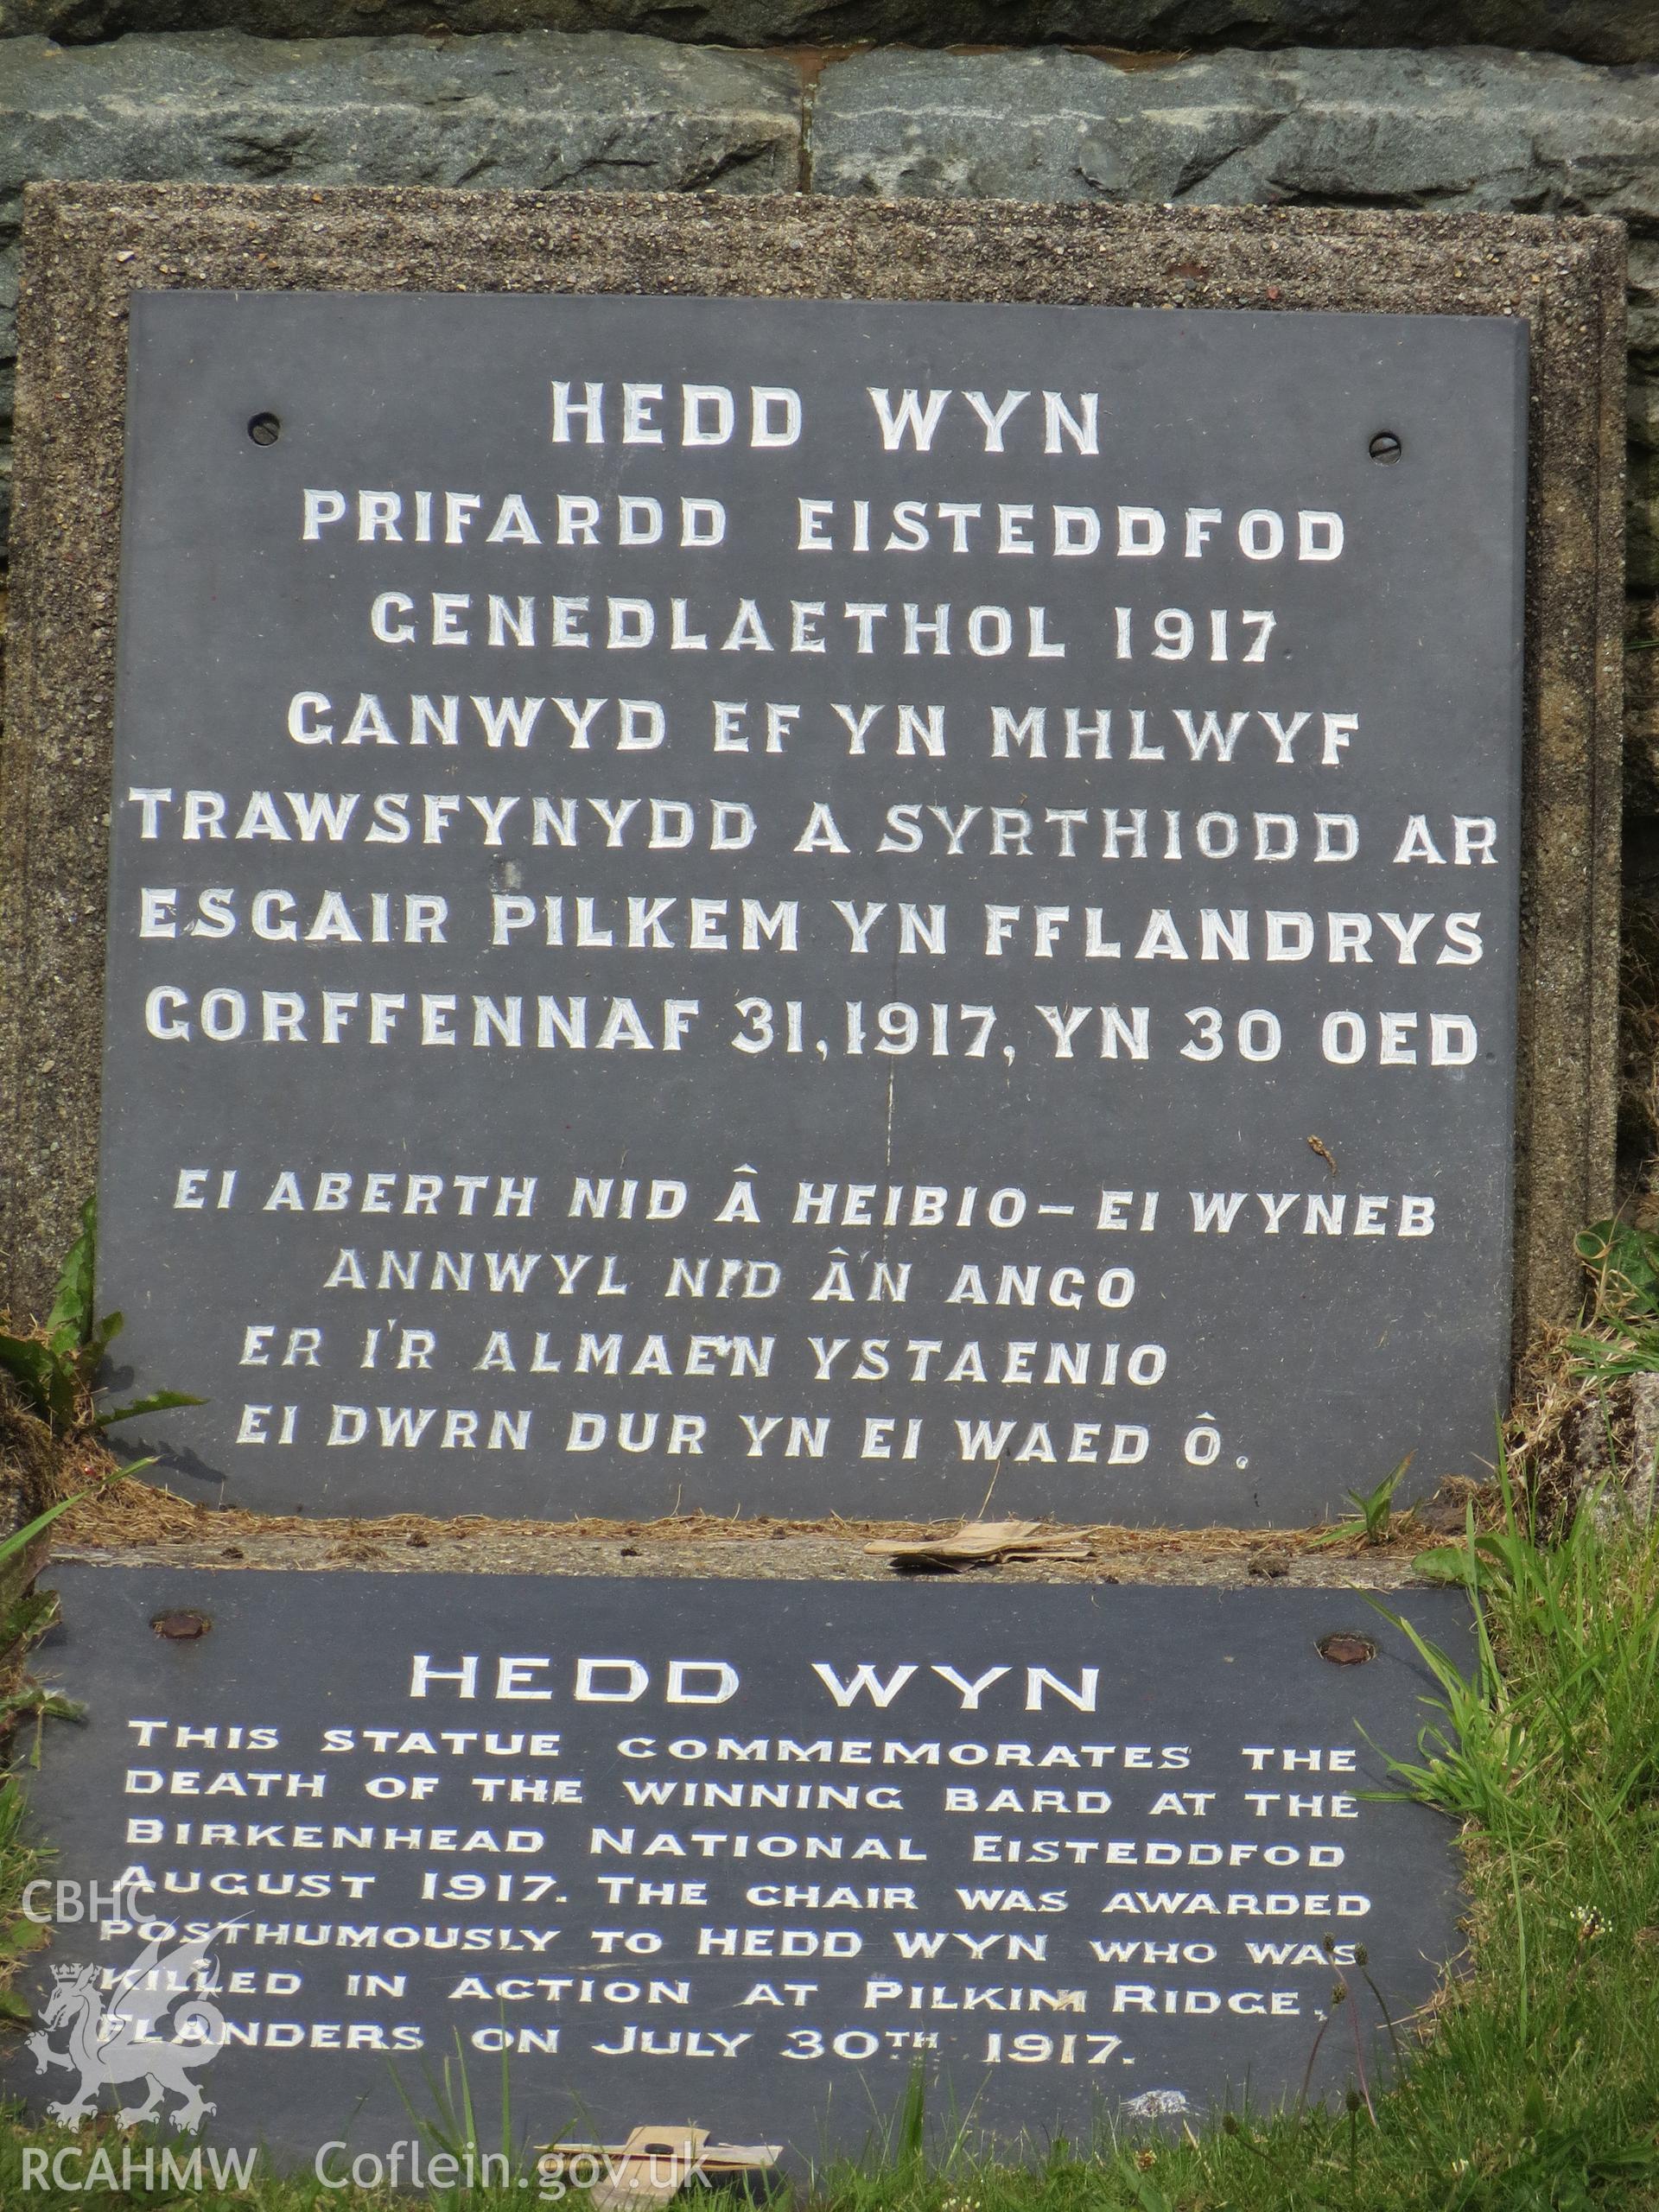 HEDD WYN
PRIFARDD EISTEDDFOD
GENEDLAETHOL 1917
GANWYD EF YN MHLWYF
TRAWSFYNYDD A SYRTHIODD AR
ESGAIR PILKEM YN FFLANDRYS
GORFFENNAF 31, 1917, YN 30 OED
EI ABERTH NID Â HEIBIO – EI WYNEB
ANNWYL NID Â'N ANGO
ER I'R ALMAEN YSTAENIO
EI DWRN DUR YN EI WAED Ô.
HEDD WYN
THIS STATUE COMMEMORATES THE
DEATH OF THE WINNING BARD AT THE
BIRKENHEAD NATIONAL EISTEDDFOD
AUGUST 1917. THE CHAIR WAS AWARDED
POSTHUMOUSLY TO HEDD WYN WHO WAS
KILLED IN ACTION AT PILKIM RIDGE,
FLANDERS ON JULY 30TH 1917.
CBHC
RCAHMW Coflein.gov.uk